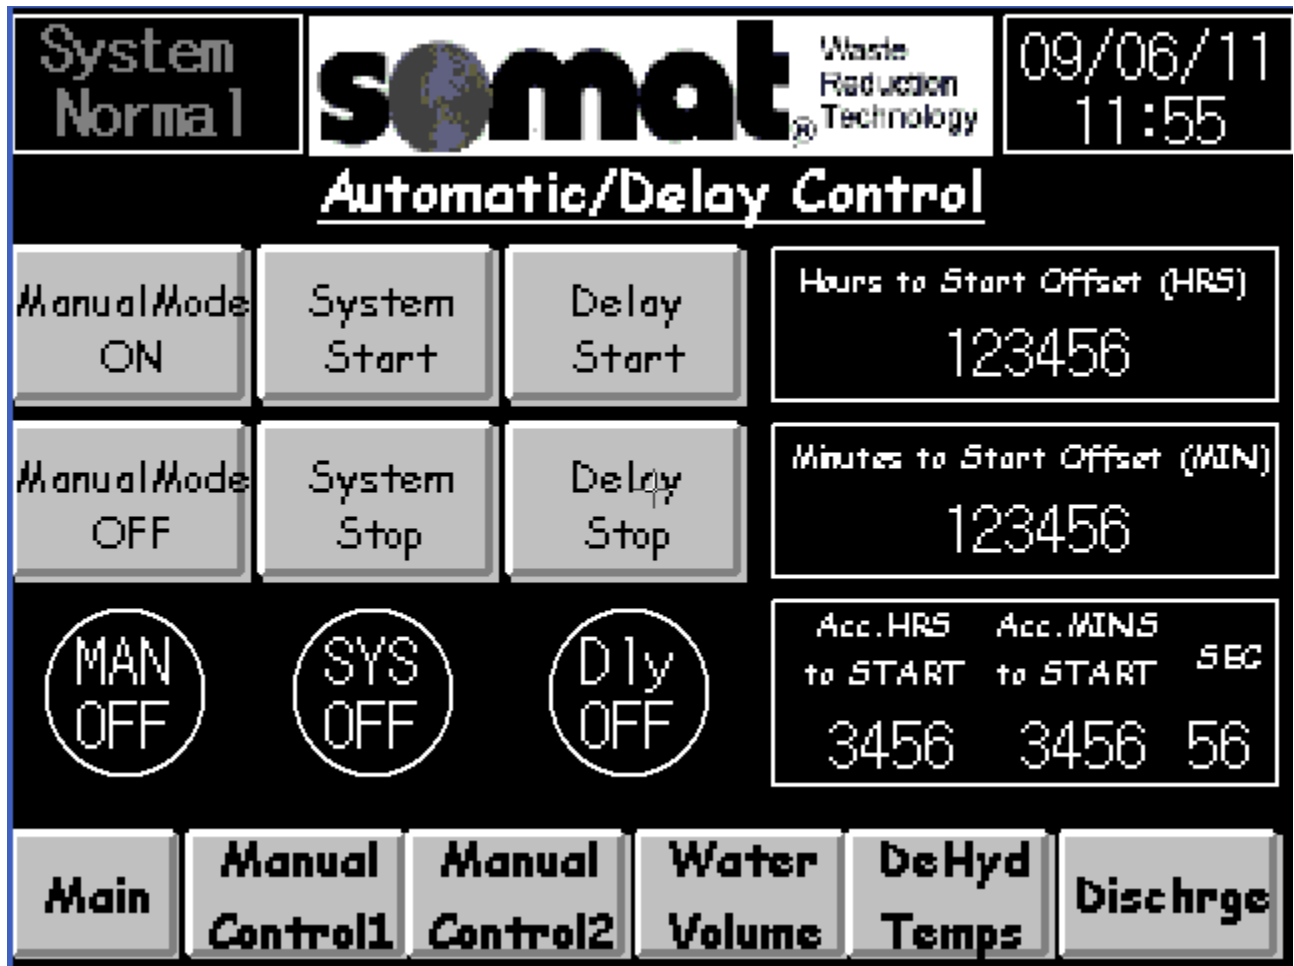 System
Normal
somat®
Waste
Reduction
Technology
09/06/11
11:55
Automatic/Delay Control
ManualMode
ON
System
Start
Delay
Start
Hours to Start Offset (HRS)
123456
ManualMode
OFF
System
Stop
Delay
Stop
Minutes to Start Offset (MIN)
123456
MAN
OFF
SYS
OFF
Dly
OFF
Acc.HRS Acc.MINS SEC
to START to START
3456 3456 56
Main
Manual
Control1
Manual
Control2
Water
Volume
DeHyd
Temps
Dischrge